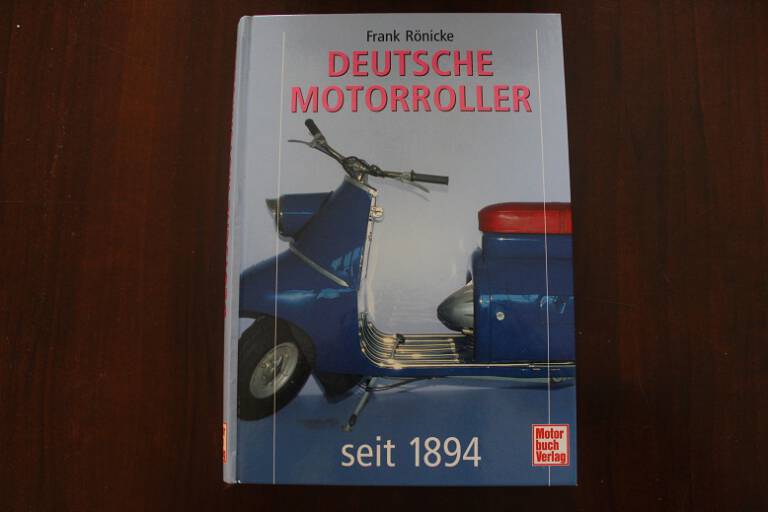 Frank Rönicke
DEUTSCHE
MOTORROLLER
seit 1894
Motor
buch
Verlag